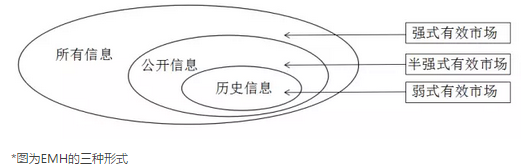 强式有效市场
所有信息
公开信息
半强式有效市场
历史信息
弱式有效市场
*图为EMH的三种形式